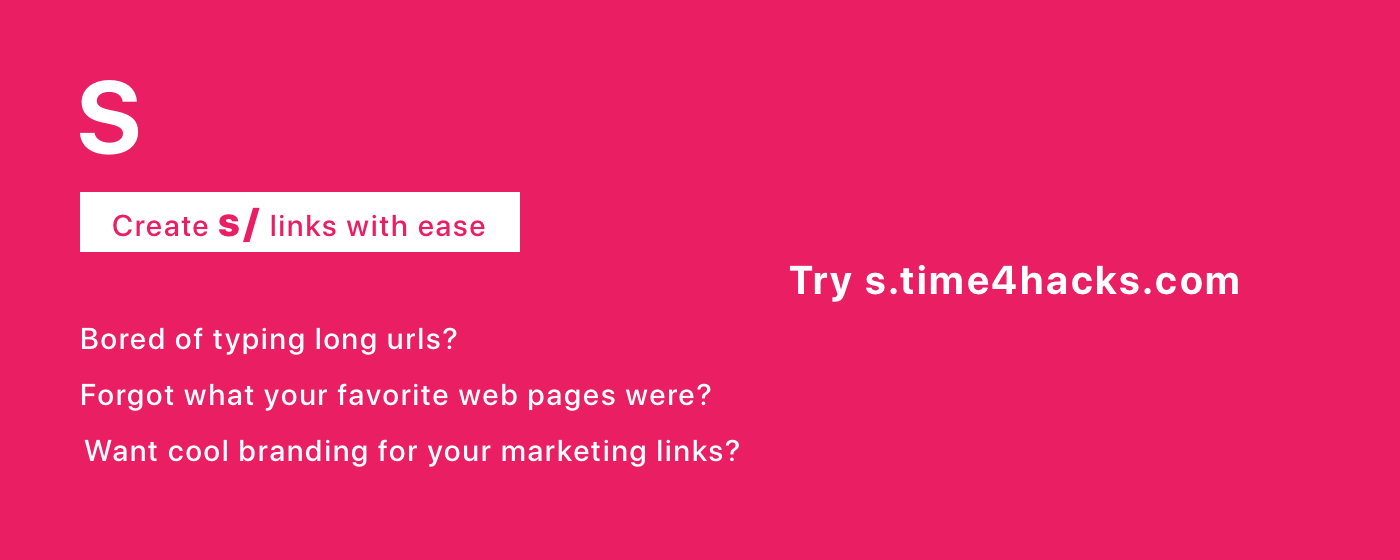 S
Create s/ links with ease
Try s.time4hacks.com
Bored of typing long urls?
Forgot what your favorite web pages were?
Want cool branding for your marketing links?